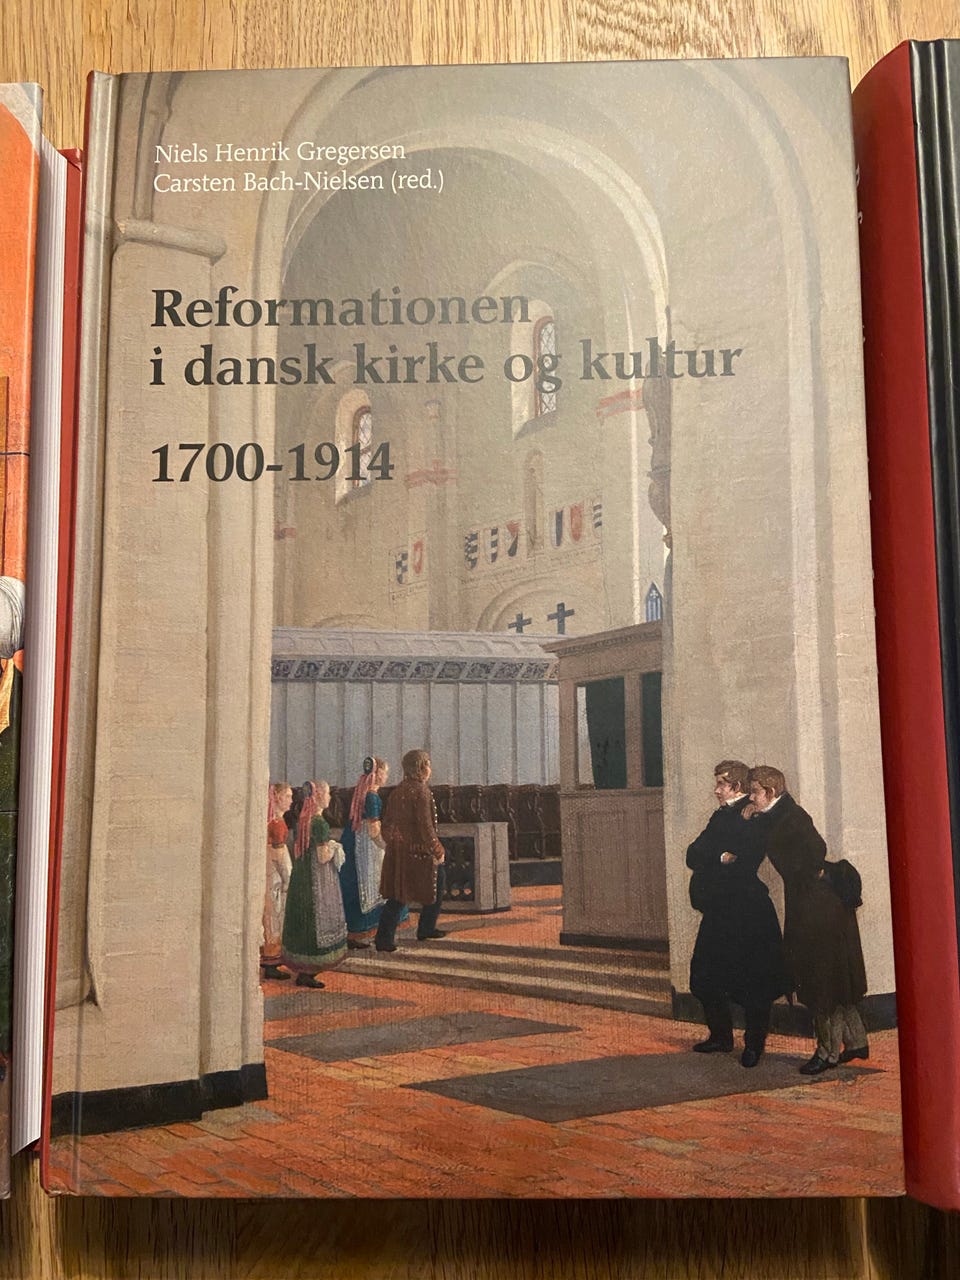 Niels Henrik Gregersen
Carsten Bach-Nielsen (red.)
Reformationen
i dansk kirke og kultur
1700-1914